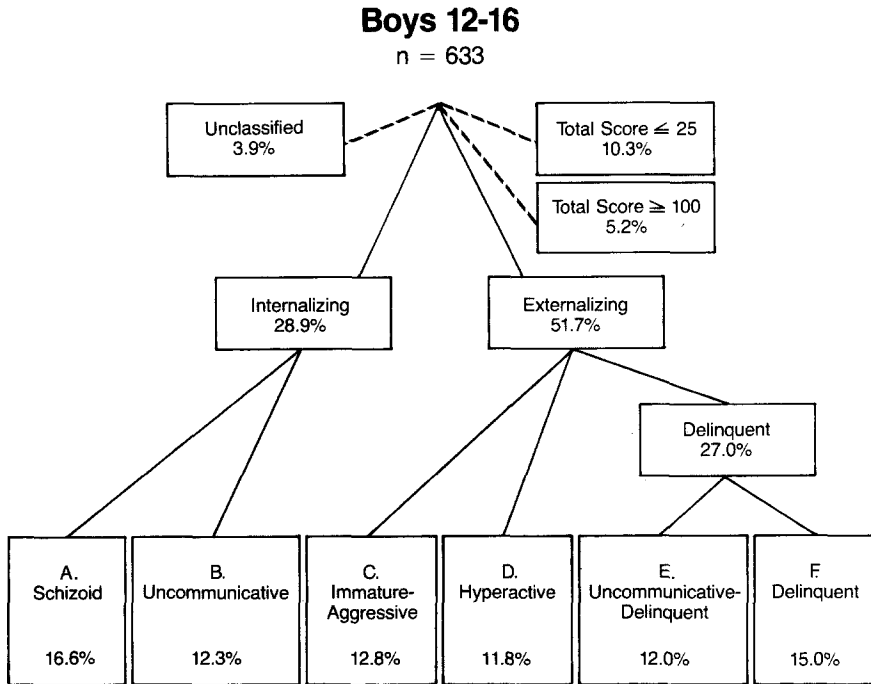 Boys 12-16
n = 633
Unclassified
3.9%
Total Score ≦ 25
10.3%
Total Score ≧ 100
5.2%
Internalizing
28.9%
Externalizing
51.7%
Delinquent
27.0%
A.
Schizoid
16.6%
B.
Uncommunicative
12.3%
C.
Immature-
Aggressive
12.8%
D.
Hyperactive
11.8%
E.
Uncommunicative-
Delinquent
12.0%
F.
Delinquent
15.0%